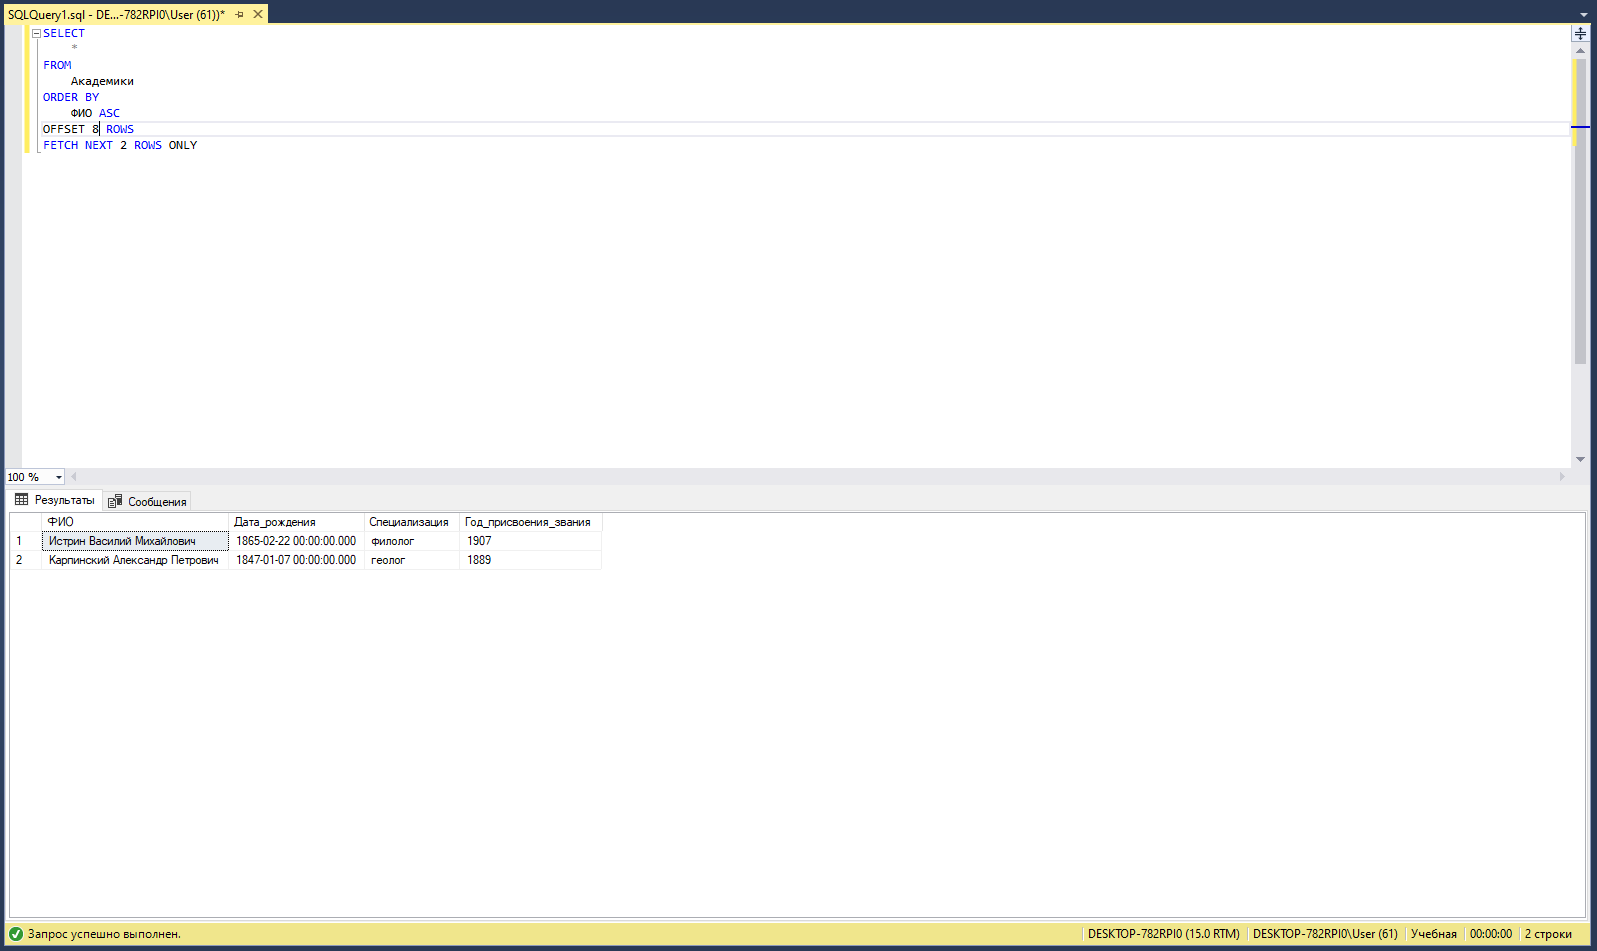 SQLQuery1.sql - DE...-782RPI0\User (61))*
SELECT
*
FROM
Академики
ORDER BY
ФИО ASC
OFFSET 8 ROWS
FETCH NEXT 2 ROWS ONLY
100 %
Результаты Сообщения
ФИО Дата_рождения Специализация Год_присвоения_звания
1 Истрин Василий Михайлович 1865-02-22 00:00:00.000 филолог 1907
2 Карпинский Александр Петрович 1847-01-07 00:00:00.000 геолог 1889
Запрос успешно выполнен. DESKTOP-782RPI0 (15.0 RTM) DESKTOP-782RPI0\User (61) Учебная 00:00:00 2 строки